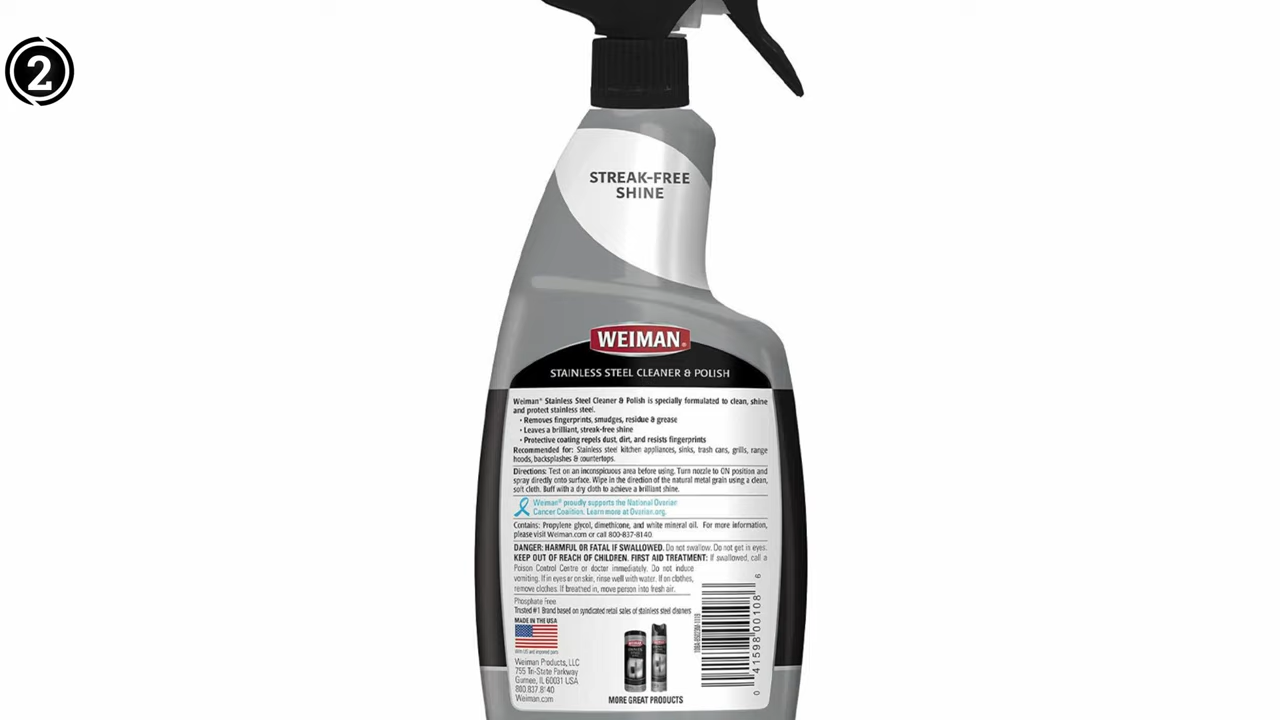 2
STREAK-FREE
SHINE
WEIMAN®
STAINLESS STEEL CLEANER & POLISH
Weiman® Stainless Steel Cleaner & Polish is specially formulated to clean, shine
and protect stainless steel.
• Removes fingerprints, smudges, residue & grease
• Leaves a brilliant, streak-free shine
• Protective coating repels dust, dirt, and resists fingerprints
Recommended for: Stainless steel kitchen appliances, sinks, trash cars, grills, range
hoods, backsplashes & countertops.
Directions: Test on an inconspicuous area before using. Turn nozzle to ON position and
spray directly onto surface. Wipe in the direction of the natural metal grain using a clean,
soft cloth. Buff with a dry cloth to achieve a brilliant shine.
Weiman® proudly supports the National Ovarian
Cancer Coalition. Learn more at Ovarian.org.
Contains: Propylene glycol, dimethicone, and white mineral oil. For more information,
please visit Weiman.com or call 800-837-8140.
DANGER: HARMFUL OR FATAL IF SWALLOWED. Do not swallow. Do not get in eyes.
KEEP OUT OF REACH OF CHILDREN. FIRST AID TREATMENT: If swallowed, call a
Poison Control Centre or doctor immediately. Do not induce
vomiting. If in eyes or on skin, rinse well with water. If on clothes,
remove clothes. If breathed in, move person into fresh air.
Phosphate Free
Trusted #1 Brand based on syndicated retail sales of stainless steel cleaners
MADE IN THE USA
With US and imported parts
Weiman Products, LLC
755 Tri-State Parkway
Gurnee, IL 60031 USA
800.837.8140
Weiman.com
MORE GREAT PRODUCTS
0 41598 00108 6